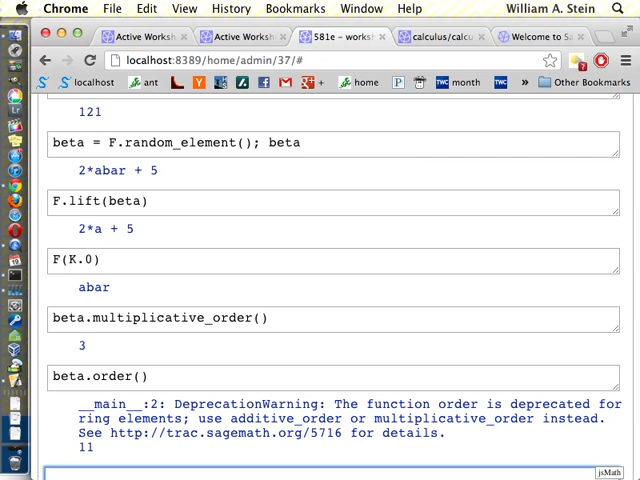 Chrome File Edit View History Bookmarks Window Help William A. Stein
Active Worksh Active Works 581e – works calculus/calcu Welcome to Sa
localhost:8389/home/admin/37/#
localhost ant home month week » Other Bookmarks
121
beta = F.random_element(); beta
2*abar + 5
F.lift(beta)
2*a + 5
F(K.0)
abar
beta.multiplicative_order()
3
beta.order()
__main__:2: DeprecationWarning: The function order is deprecated for
ring elements; use additive_order or multiplicative_order instead.
See http://trac.sagemath.org/5716 for details.
11
jsMath